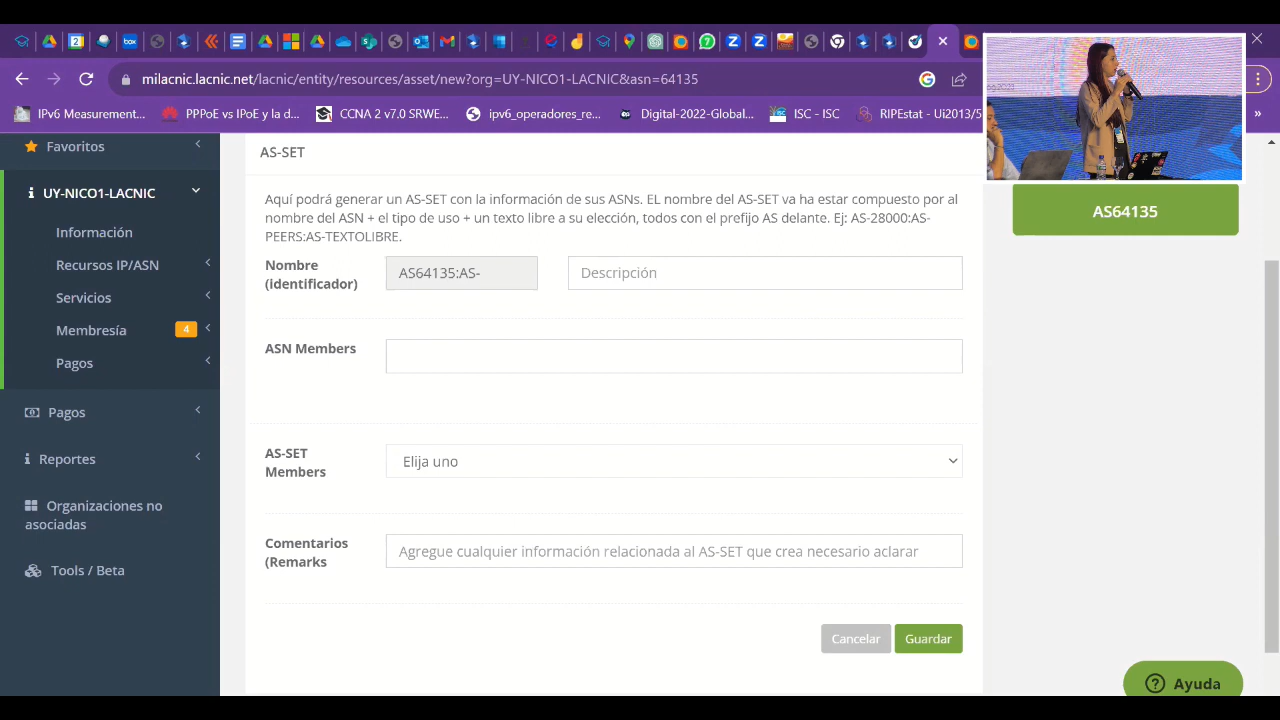 milacnic.lacnic.net/lacnic/entity/resources/asset/new
=UY-NICO1-LACNIC&asn=64135
IPv6 Measurement...
PPPoE vs IPoE y la d...
CCNA 2 v7.0 SRWE...
ipv6_operadores_re...
Digital-2022-Global...
ISC - ISC
RIPEstat - Ui2013/5
»
Favoritos
UY-NICO1-LACNIC
Información
Recursos IP/ASN
Servicios
Membresía 4
Pagos
Pagos
Reportes
Organizaciones no
asociadas
Tools / Beta
AS-SET
Aquí podrá generar un AS-SET con la información de sus ASNs. EL nombre del AS-SET va ha estar compuesto por al
nombre del ASN + el tipo de lazo + un texto libre a su elección, todos con el prefijo AS delante. Ej: AS-28000:AS-
PEERS:AS-TEXTOLIBRE.
Nombre
(identificador)
AS64135:AS-
Descripción
ASN Members
AS-SET
Members
Elija uno
Comentarios
(Remarks
Agregue cualquier información relacionada al AS-SET que crea necesario aclarar
Cancelar
Guardar
AS64135
Ayuda